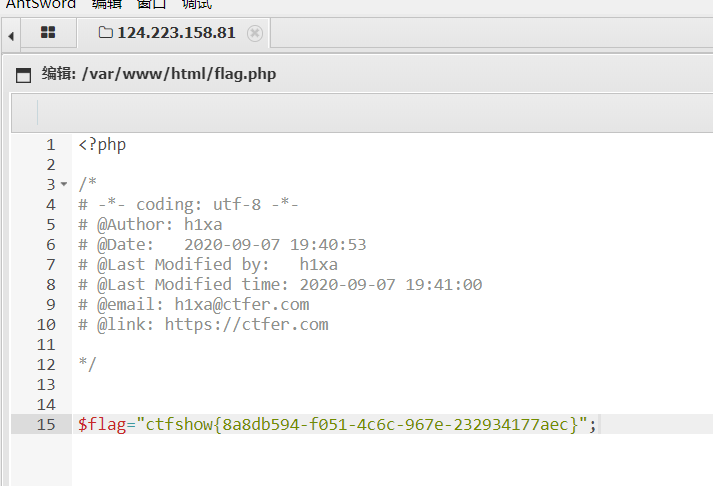 AntSword 编辑 窗口 调试
124.223.158.81
编辑: /var/www/html/flag.php
1 <?php
2
3 /*
4 # -*- coding: utf-8 -*-
5 # @Author: h1xa
6 # @Date:   2020-09-07 19:40:53
7 # @Last Modified by:   h1xa
8 # @Last Modified time: 2020-09-07 19:41:00
9 # @email: h1xa@ctfer.com
10 # @link: https://ctfer.com
11
12 */
13
14
15 $flag="ctfshow{8a8db594-f051-4c6c-967e-232934177aec}";